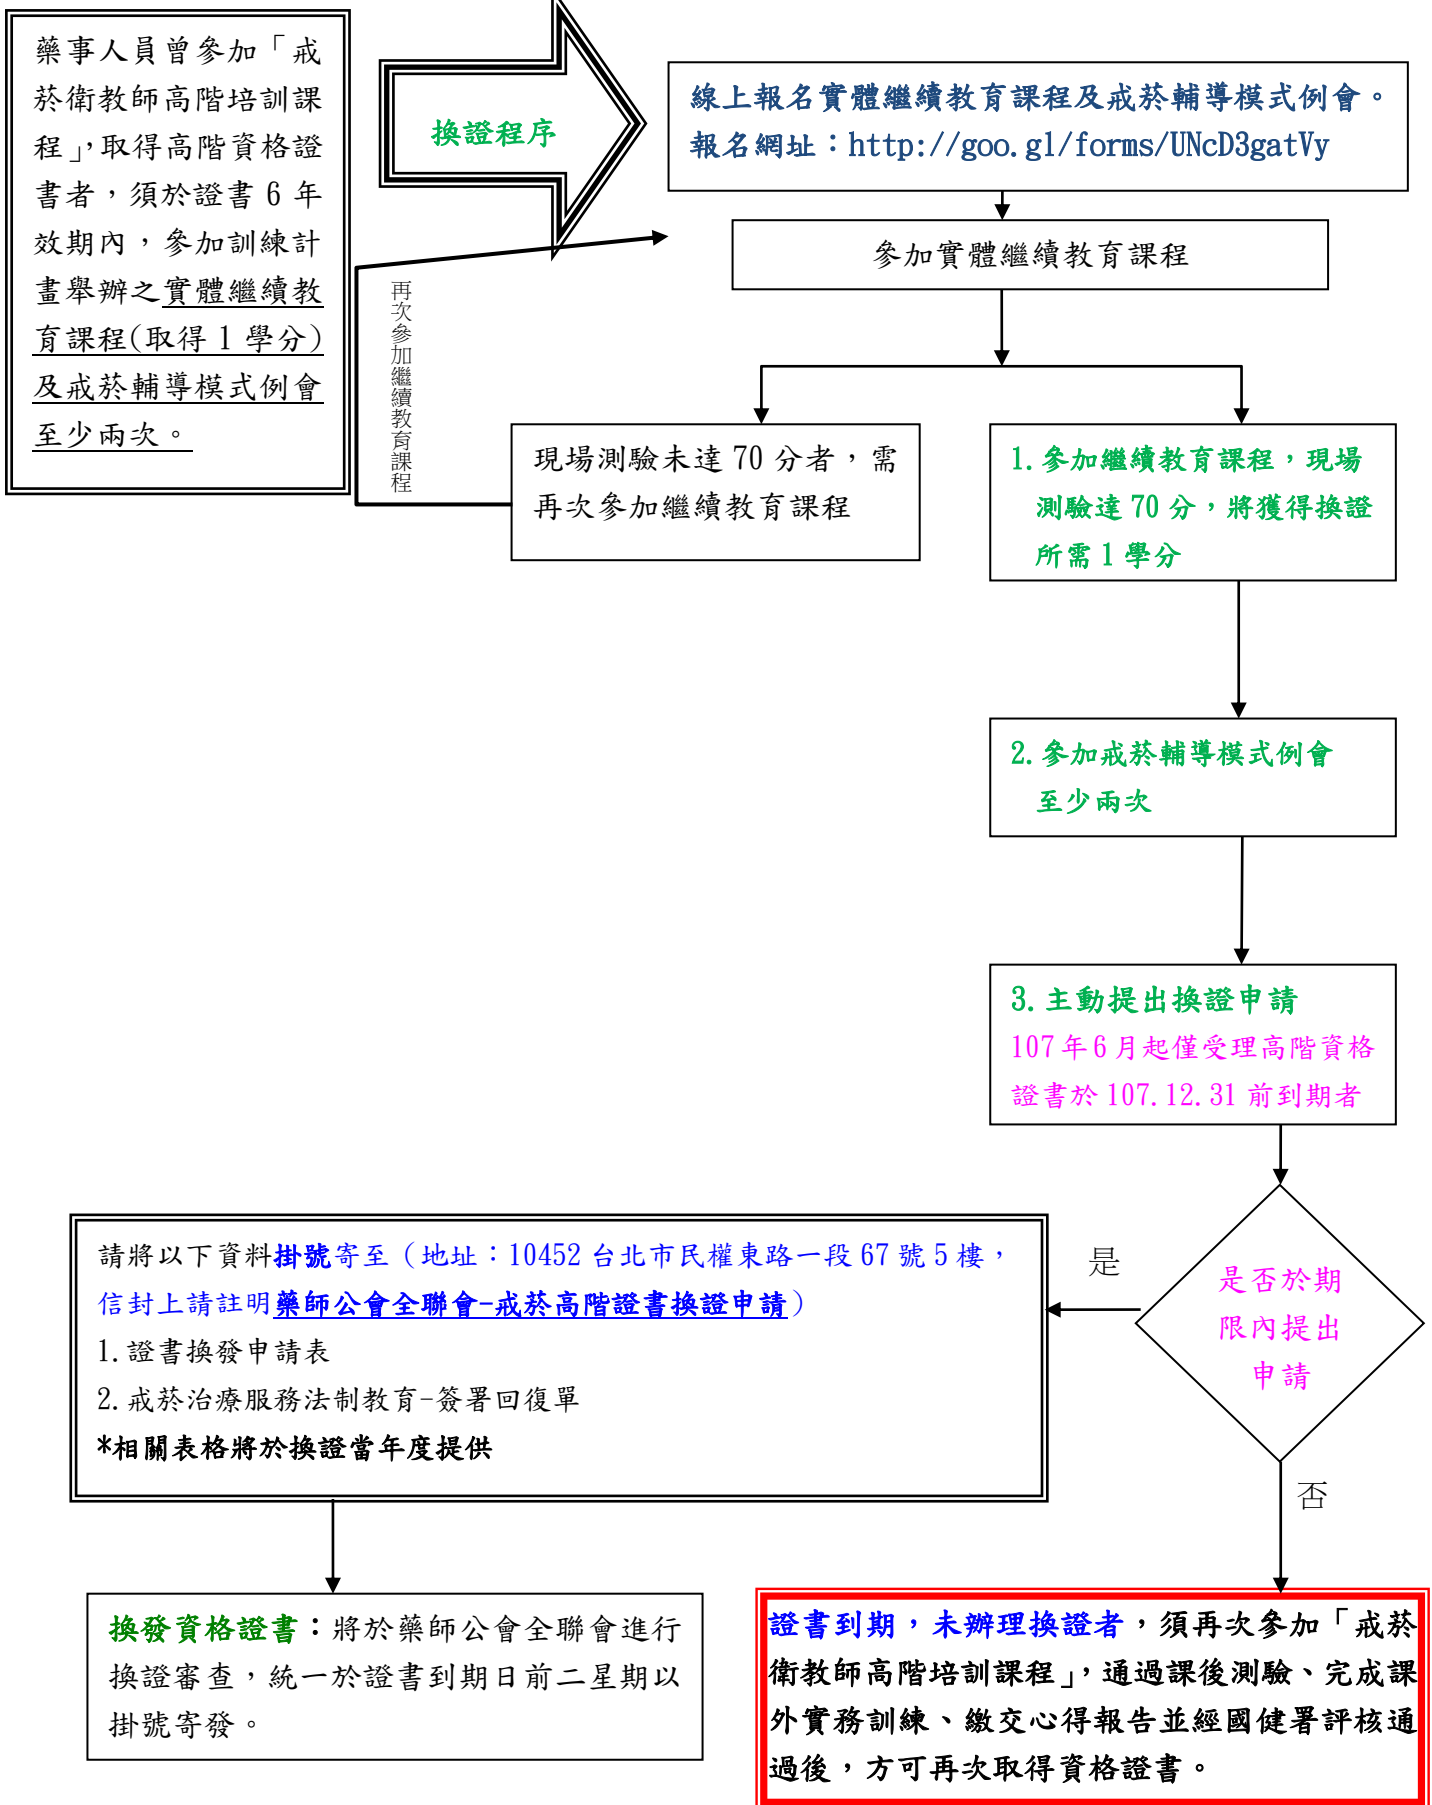 藥事人員曾參加「戒
菸衛教師高階培訓課
程」,取得高階資格證
書者，須於證書 6 年
效期內，參加訓練計
畫舉辦之實體繼續教
育課程(取得 1 學分)
及戒菸輔導模式例會
至少兩次。
換證程序
線上報名實體繼續教育課程及戒菸輔導模式例會。
報名網址：http://goo.gl/forms/UNcD3gatVy
參加實體繼續教育課程
再次參加繼續教育課程
現場測驗未達 70 分者，需
再次參加繼續教育課程
1.參加繼續教育課程，現場
測驗達 70 分，將獲得換證
所需 1 學分
2.參加戒菸輔導模式例會
至少兩次
3.主動提出換證申請
107 年 6 月起僅受理高階資格
證書於 107.12.31 前到期者
是否於期
限內提出
申請
是
否
請將以下資料掛號寄至（地址：10452 台北市民權東路一段 67 號 5 樓，
信封上請註明藥師公會全聯會-戒菸高階證書換證申請）
1.證書換發申請表
2.戒菸治療服務法制教育-簽署回復單
*相關表格將於換證當年度提供
換發資格證書：將於藥師公會全聯會進行
換證審查，統一於證書到期日前二星期以
掛號寄發。
證書到期，未辦理換證者，須再次參加「戒菸
衛教師高階培訓課程」，通過課後測驗、完成課
外實務訓練、繳交心得報告並經國健署評核通
過後，方可再次取得資格證書。